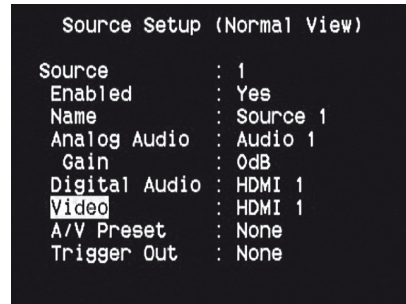 Source Setup (Normal View)
Source : 1
Enabled : Yes
Name : Source 1
Analog Audio : Audio 1
Gain : 0dB
Digital Audio : HDMI 1
Video : HDMI 1
A/V Preset : None
Trigger Out : None